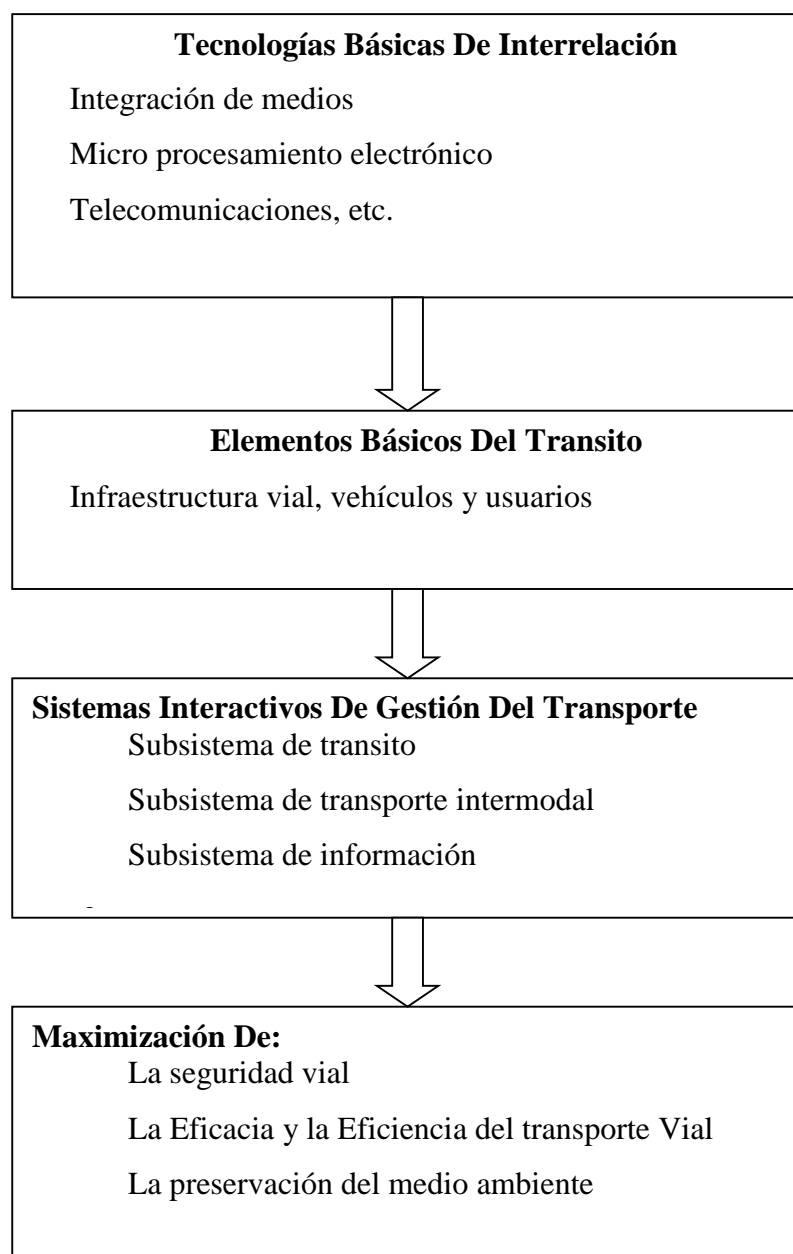 Tecnologías Básicas De Interrelación
Integración de medios
Micro procesamiento electrónico
Telecomunicaciones, etc.
Elementos Básicos Del Transito
Infraestructura vial, vehículos y usuarios
Sistemas Interactivos De Gestión Del Transporte
Subsistema de transito
Subsistema de transporte intermodal
Subsistema de información
Maximización De:
La seguridad vial
La Eficacia y la Eficiencia del transporte Vial
La preservación del medio ambiente